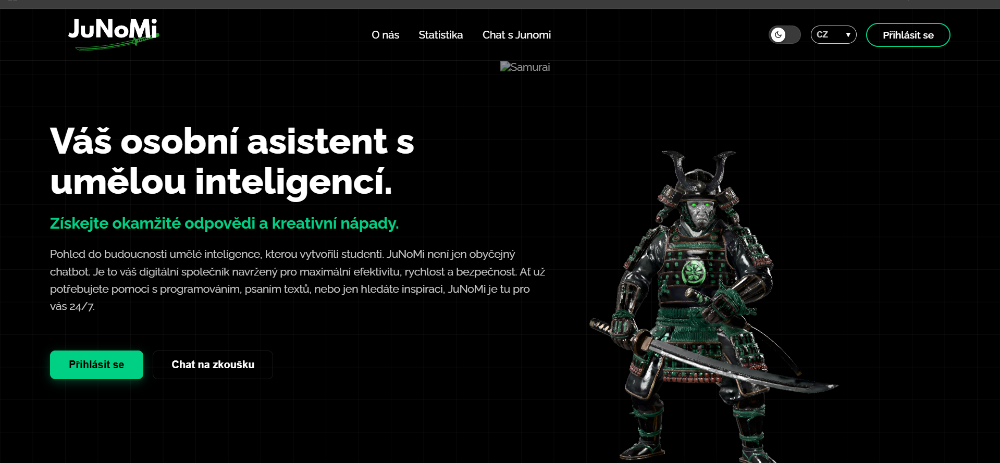 JuNoMi
O nás
Statistika
Chat s Junomi
CZ
Přihlásit se
Samurai
Váš osobní asistent s
umělou inteligencí.
Získejte okamžité odpovědi a kreativní nápady.
Pohled do budoucnosti umělé inteligence, kterou vytvořili studenti. JuNoMi není jen obyčejný
chatbot. Je to váš digitální společník navržený pro maximální efektivitu, rychlost a bezpečnost. Ať už
potřebujete pomoci s programováním, psaním textů, nebo jen hledáte inspiraci, JuNoMi je tu pro
vás 24/7.
Přihlásit se
Chat na zkoušku